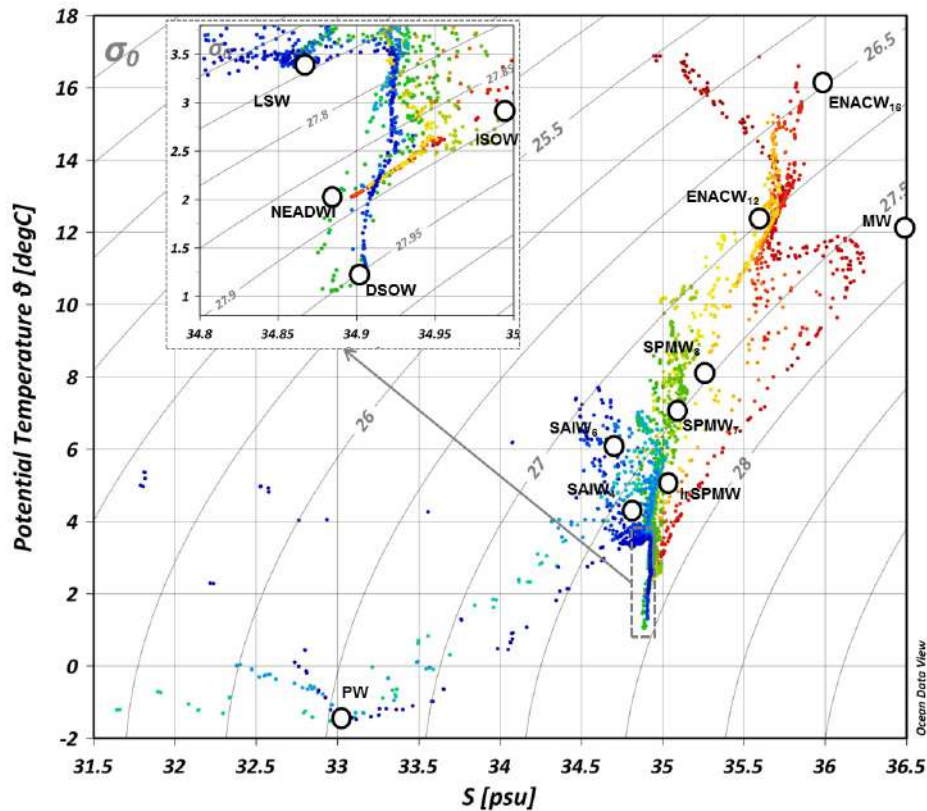 σ₀
18
16
14
12
10
8
6
4
2
0
-2
Potential Temperature ϑ [degC]
31.5 32 32.5 33 33.5 34 34.5 35 35.5 36 36.5
S [psu]
Ocean Data View
26
27
28
25.5
26.5
27.5
ENACW₁₆
ENACW₁₂
MW
SPMW₈
SPMW₇
IrSPMW
SAIW₆
SAIW₄
PW
3.5
3
2.5
2
1.5
1
34.8 34.85 34.9 34.95 35
LSW
ISOW
NEADWl
DSOW
27.8
27.85
27.9
27.95